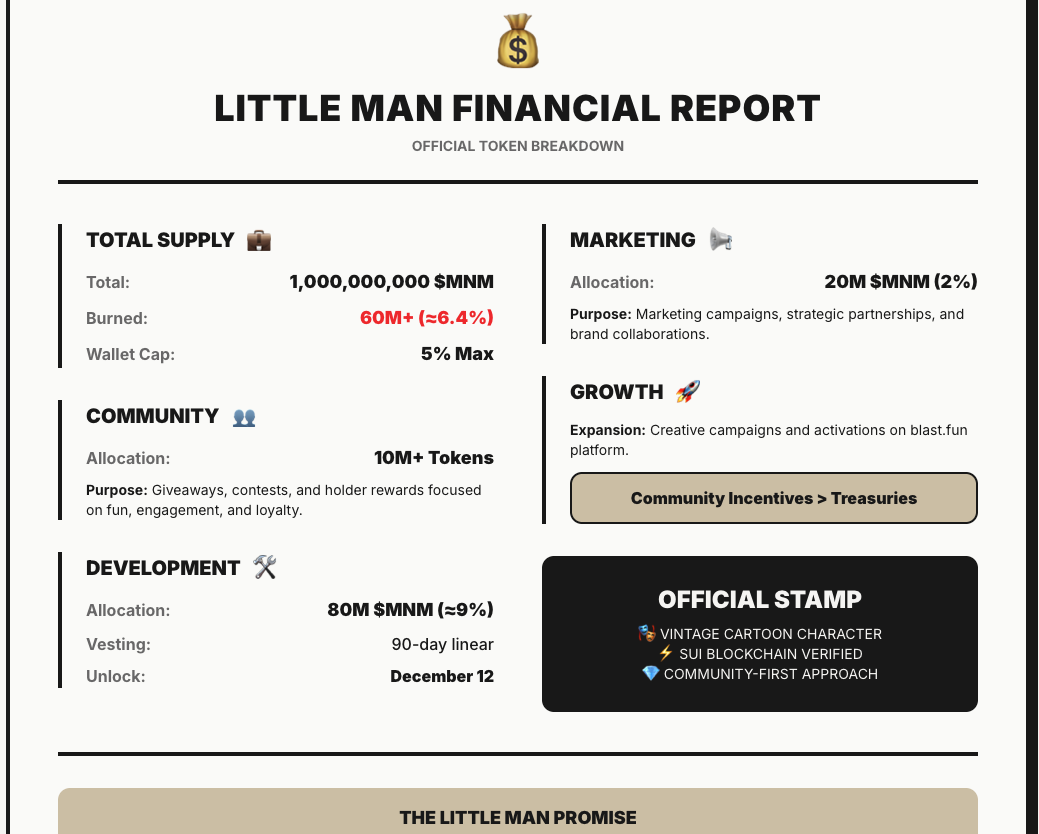 LITTLE MAN FINANCIAL REPORT
OFFICIAL TOKEN BREAKDOWN
TOTAL SUPPLY
Total: 1,000,000,000 $MNM
Burned: 60M+ (≈6.4%)
Wallet Cap: 5% Max
COMMUNITY
Allocation: 10M+ Tokens
Purpose: Giveaways, contests, and holder rewards focused
on fun, engagement, and loyalty.
DEVELOPMENT
Allocation: 80M $MNM (≈9%)
Vesting: 90-day linear
Unlock: December 12
MARKETING
Allocation: 20M $MNM (2%)
Purpose: Marketing campaigns, strategic partnerships, and
brand collaborations.
GROWTH
Expansion: Creative campaigns and activations on blast.fun
platform.
Community Incentives > Treasuries
OFFICIAL STAMP
VINTAGE CARTOON CHARACTER
SUI BLOCKCHAIN VERIFIED
COMMUNITY-FIRST APPROACH
THE LITTLE MAN PROMISE